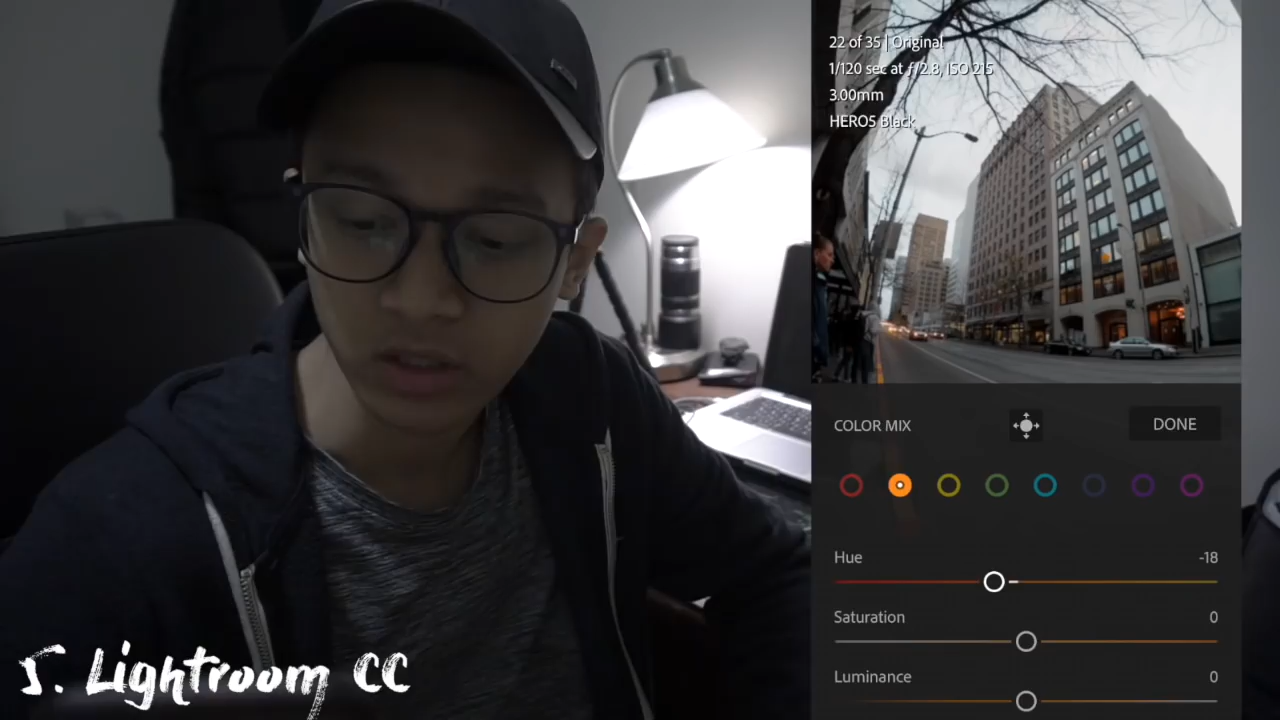 22 of 35 | Original
1/120 sec at ƒ/2.8, ISO 215
3.00mm
HERO5 Black
COLOR MIX
DONE
Hue
-18
Saturation
0
Luminance
0
5. Lightroom CC